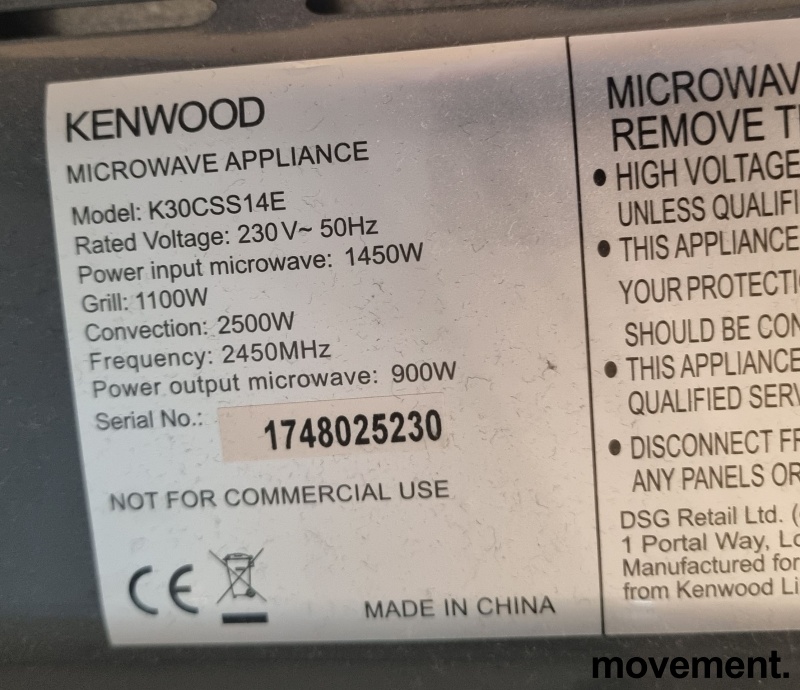 KENWOOD
MICROWAVE APPLIANCE
Model: K30CSS14E
Rated Voltage: 230V~ 50Hz
Power input microwave: 1450W
Grill: 1100W
Convection: 2500W
Frequency: 2450MHz
Power output microwave: 900W
Serial No.: 1748025230
NOT FOR COMMERCIAL USE
CE
MADE IN CHINA
MICROWAV
REMOVE T
• HIGH VOLTAGE
UNLESS QUALIFI
• THIS APPLIANCE
YOUR PROTECTI
SHOULD BE CON
• THIS APPLIANCE
QUALIFIED SERV
• DISCONNECT FR
ANY PANELS OR
DSG Retail Ltd. (
1 Portal Way, Lo
Manufactured for
from Kenwood Li
movement.